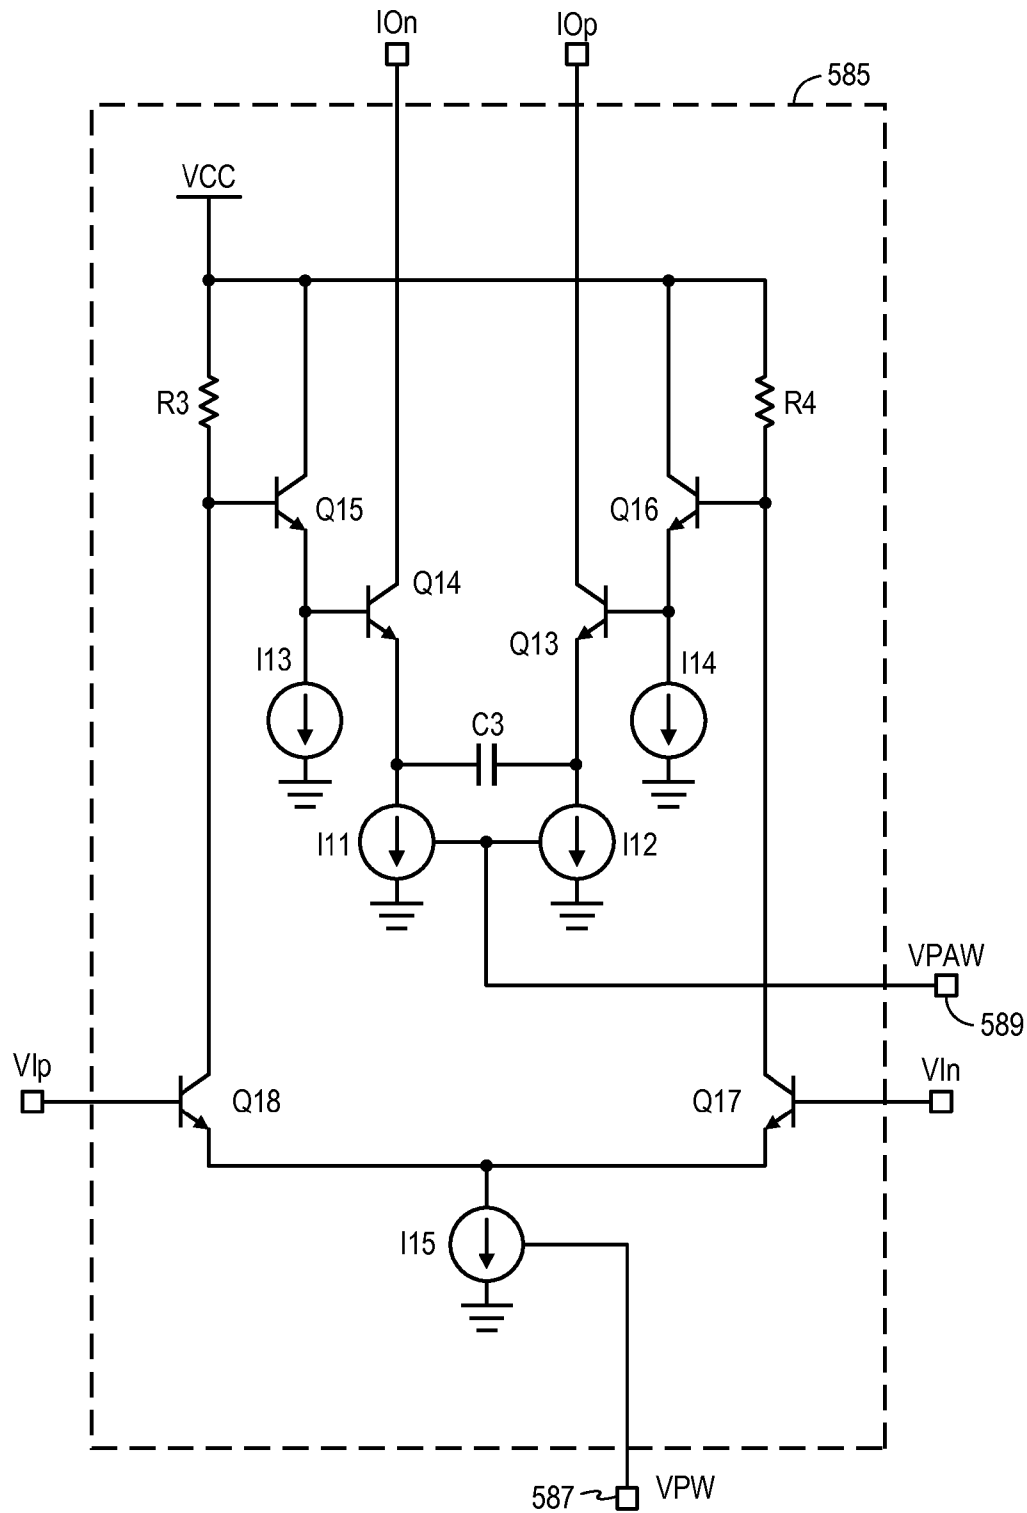 IOn
IOp
585
VCC
R3
R4
Q15
Q16
Q14
Q13
I13
I14
C3
I11
I12
VPAW
589
VIp
VIn
Q18
Q17
I15
587
VPW